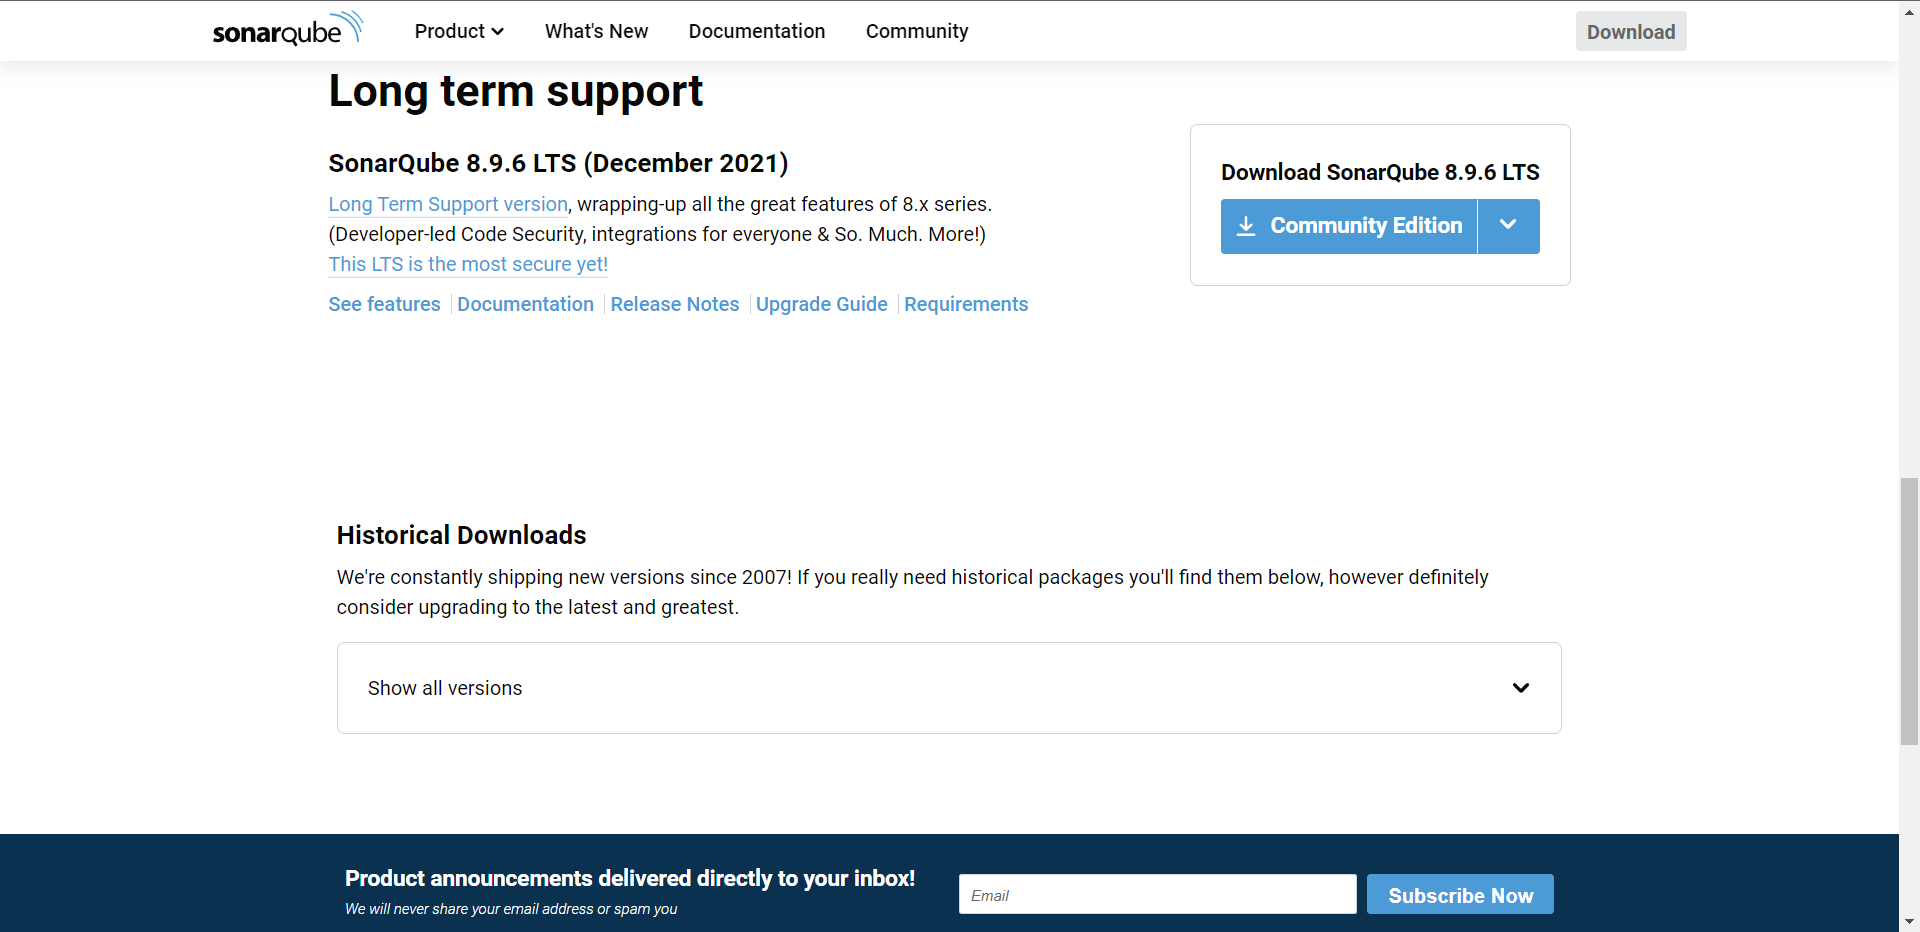 sonarqube
Product
What's New
Documentation
Community
Download
Long term support
SonarQube 8.9.6 LTS (December 2021)
Long Term Support version, wrapping-up all the great features of 8.x series.
(Developer-led Code Security, integrations for everyone & So. Much. More!)
This LTS is the most secure yet!
See features
Documentation
Release Notes
Upgrade Guide
Requirements
Download SonarQube 8.9.6 LTS
Community Edition
Historical Downloads
We're constantly shipping new versions since 2007! If you really need historical packages you'll find them below, however definitely
consider upgrading to the latest and greatest.
Show all versions
Product announcements delivered directly to your inbox!
We will never share your email address or spam you
Email
Subscribe Now